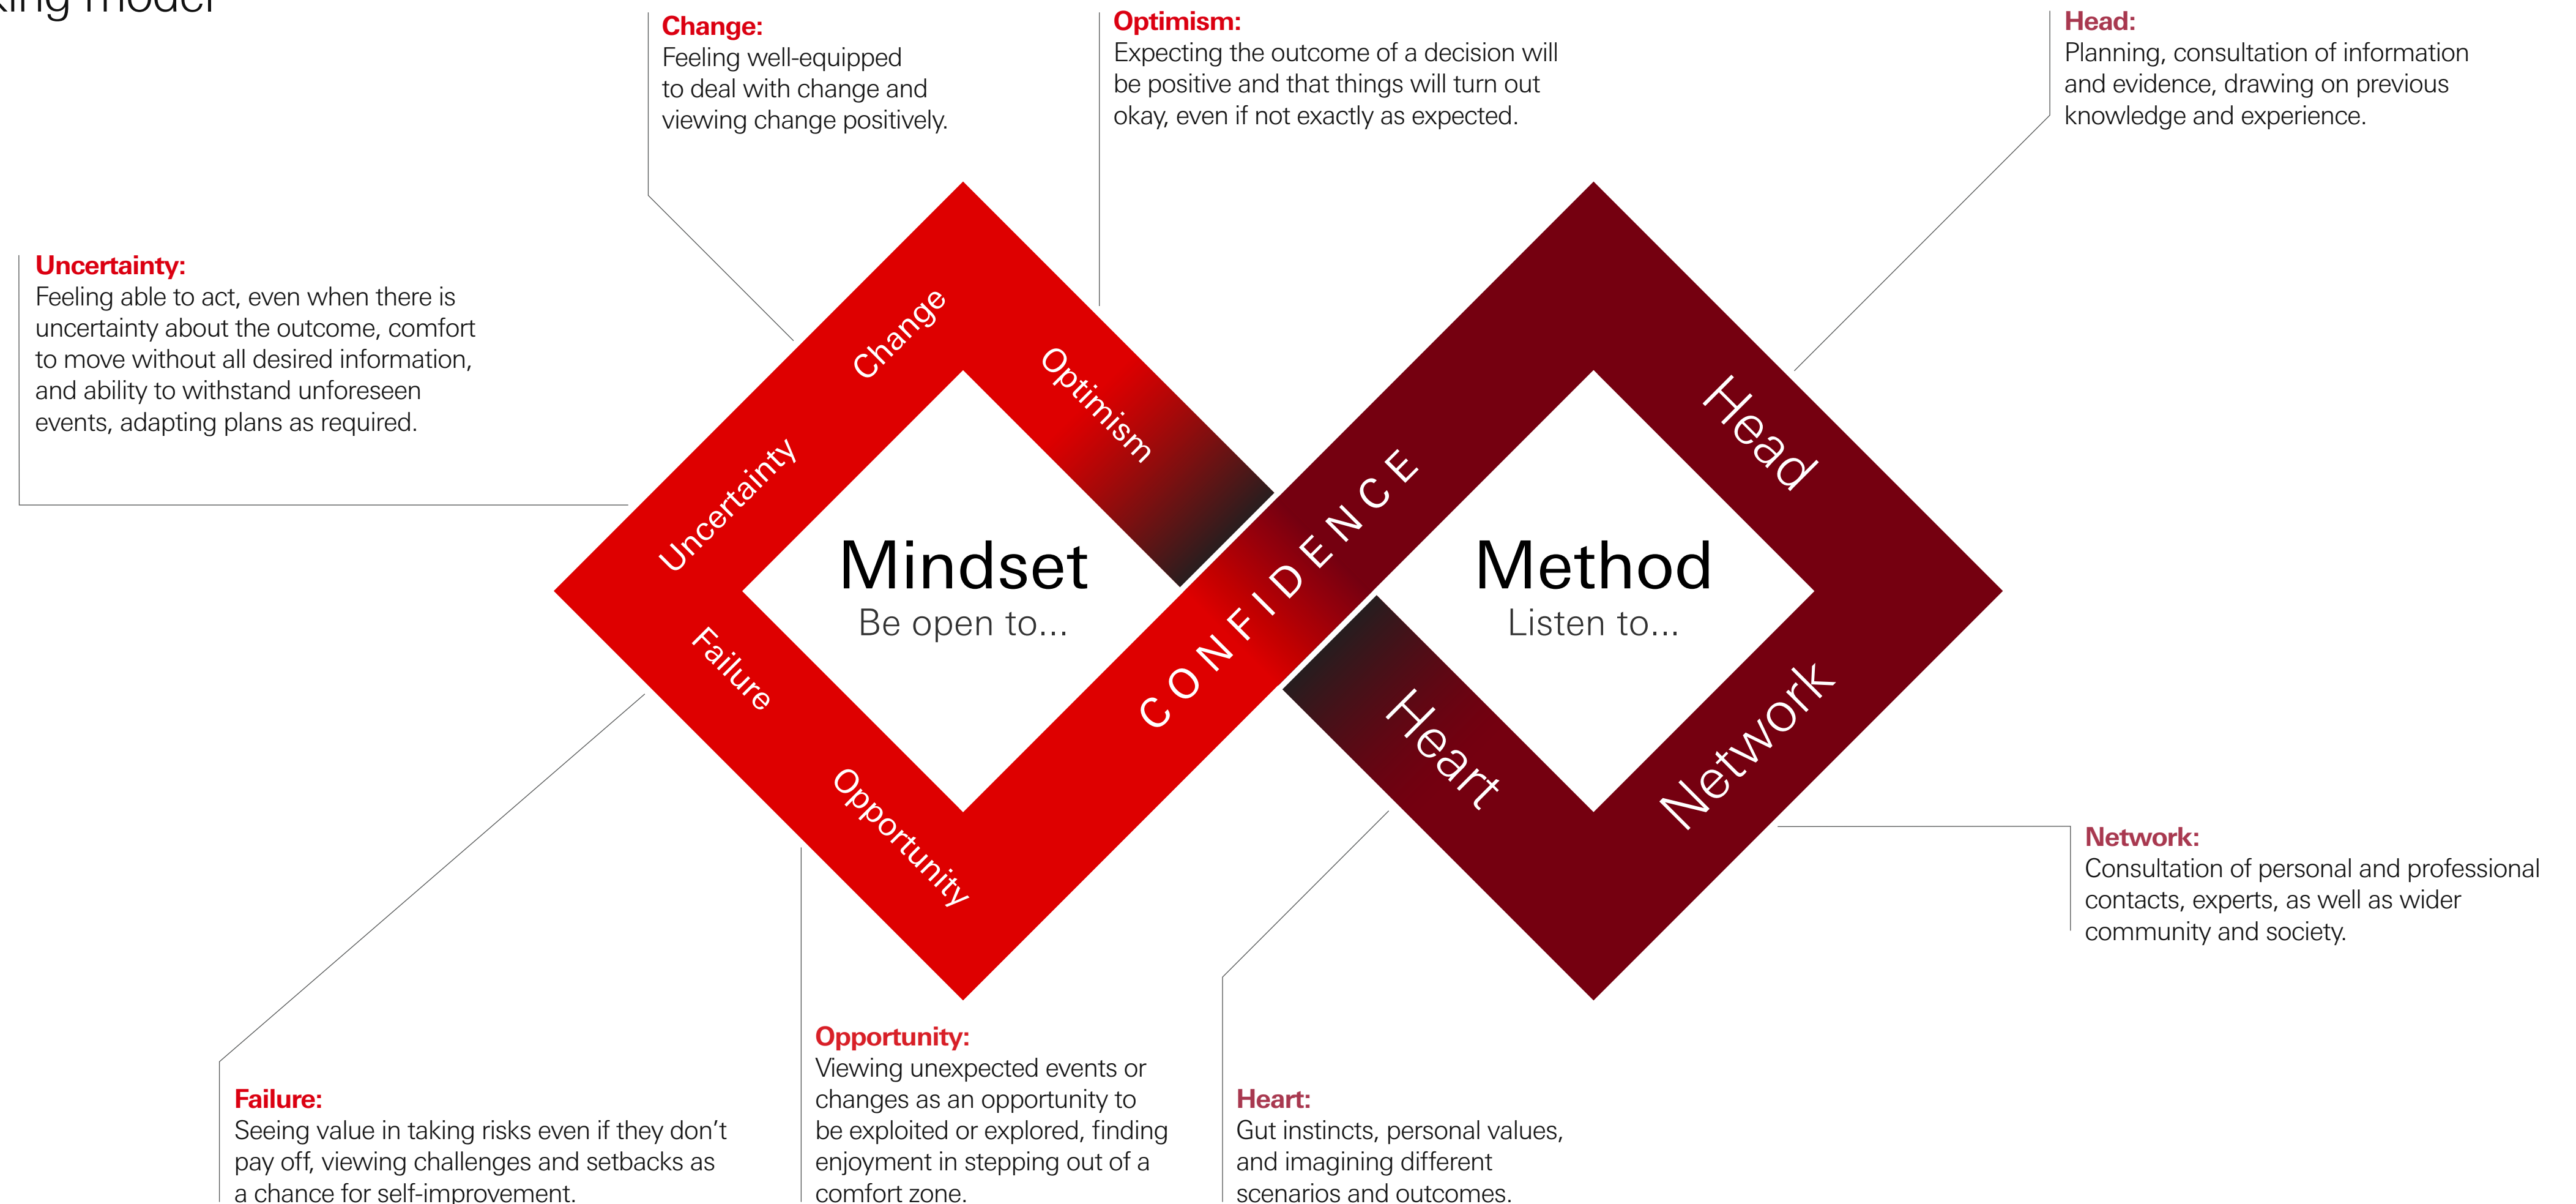 model
Change:
Feeling well-equipped
to deal with change and
viewing change positively.
Optimism:
Expecting the outcome of a decision will
be positive and that things will turn out
okay, even if not exactly as expected.
Head:
Planning, consultation of information
and evidence, drawing on previous
knowledge and experience.
Uncertainty:
Feeling able to act, even when there is
uncertainty about the outcome, comfort
to move without all desired information,
and ability to withstand unforeseen
events, adapting plans as required.
Change
Optimism
Uncertainty
Failure
Opportunity
Mindset
Be open to...
CONFIDENCE
Method
Listen to...
Head
Heart
Network
Network:
Consultation of personal and professional
contacts, experts, as well as wider
community and society.
Failure:
Seeing value in taking risks even if they don’t
pay off, viewing challenges and setbacks as
a chance for self-improvement.
Opportunity:
Viewing unexpected events or
changes as an opportunity to
be exploited or explored, finding
enjoyment in stepping out of a
comfort zone.
Heart:
Gut instincts, personal values,
and imagining different
scenarios and outcomes.